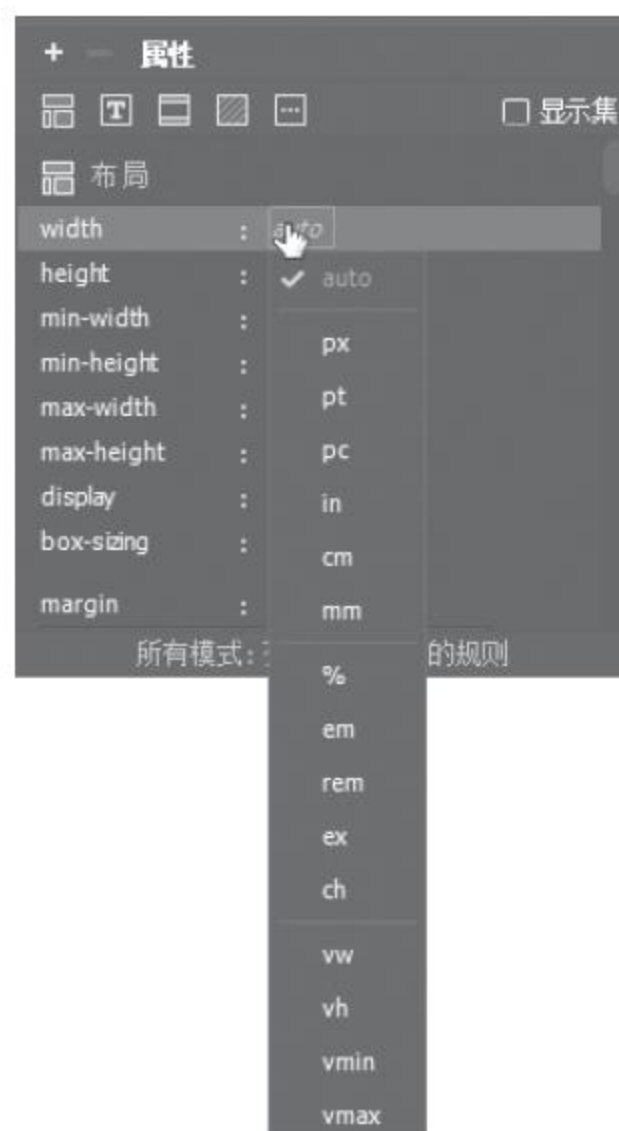 属性
显示集
布局
width : auto
height :
min-width :
min-height :
max-width :
max-height :
display :
box-sizing :
margin :
所有模式: 的规则
auto
px
pt
pc
in
cm
mm
%
em
rem
ex
ch
vw
vh
vmin
vmax